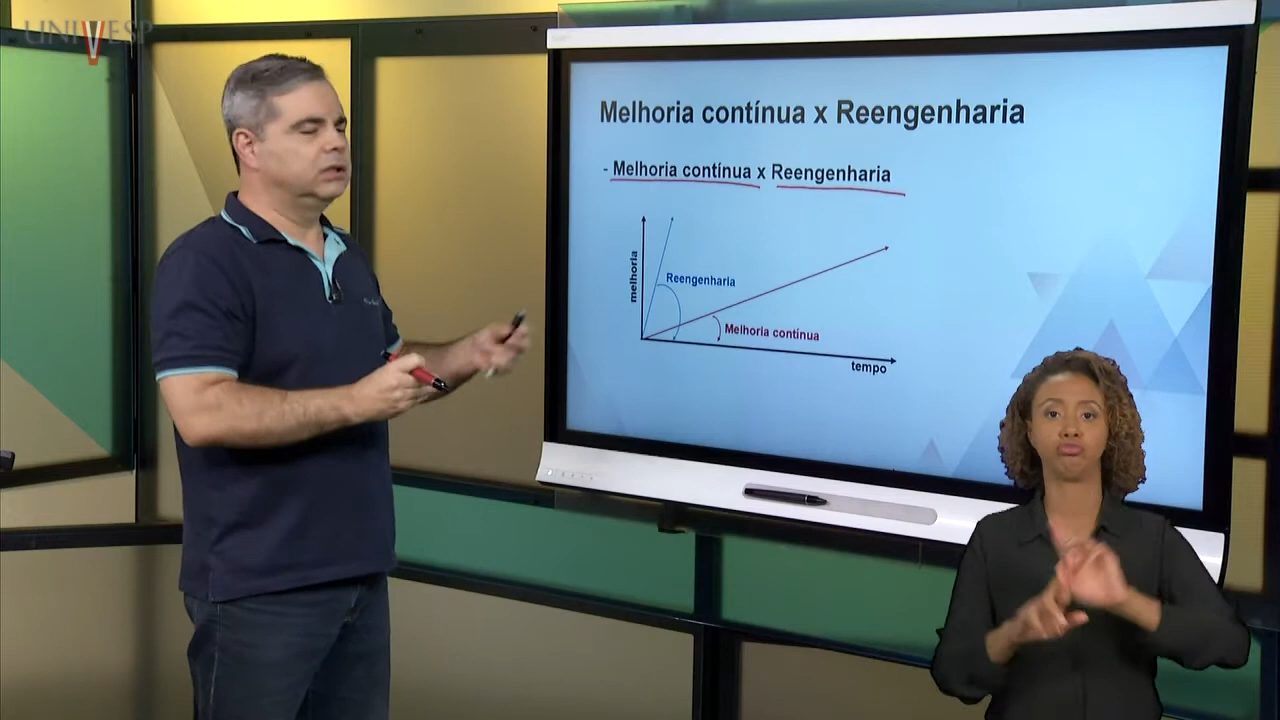 UNIVESP
Melhoria contínua x Reengenharia
- Melhoria contínua x Reengenharia
melhoria
Reengenharia
Melhoria contínua
tempo